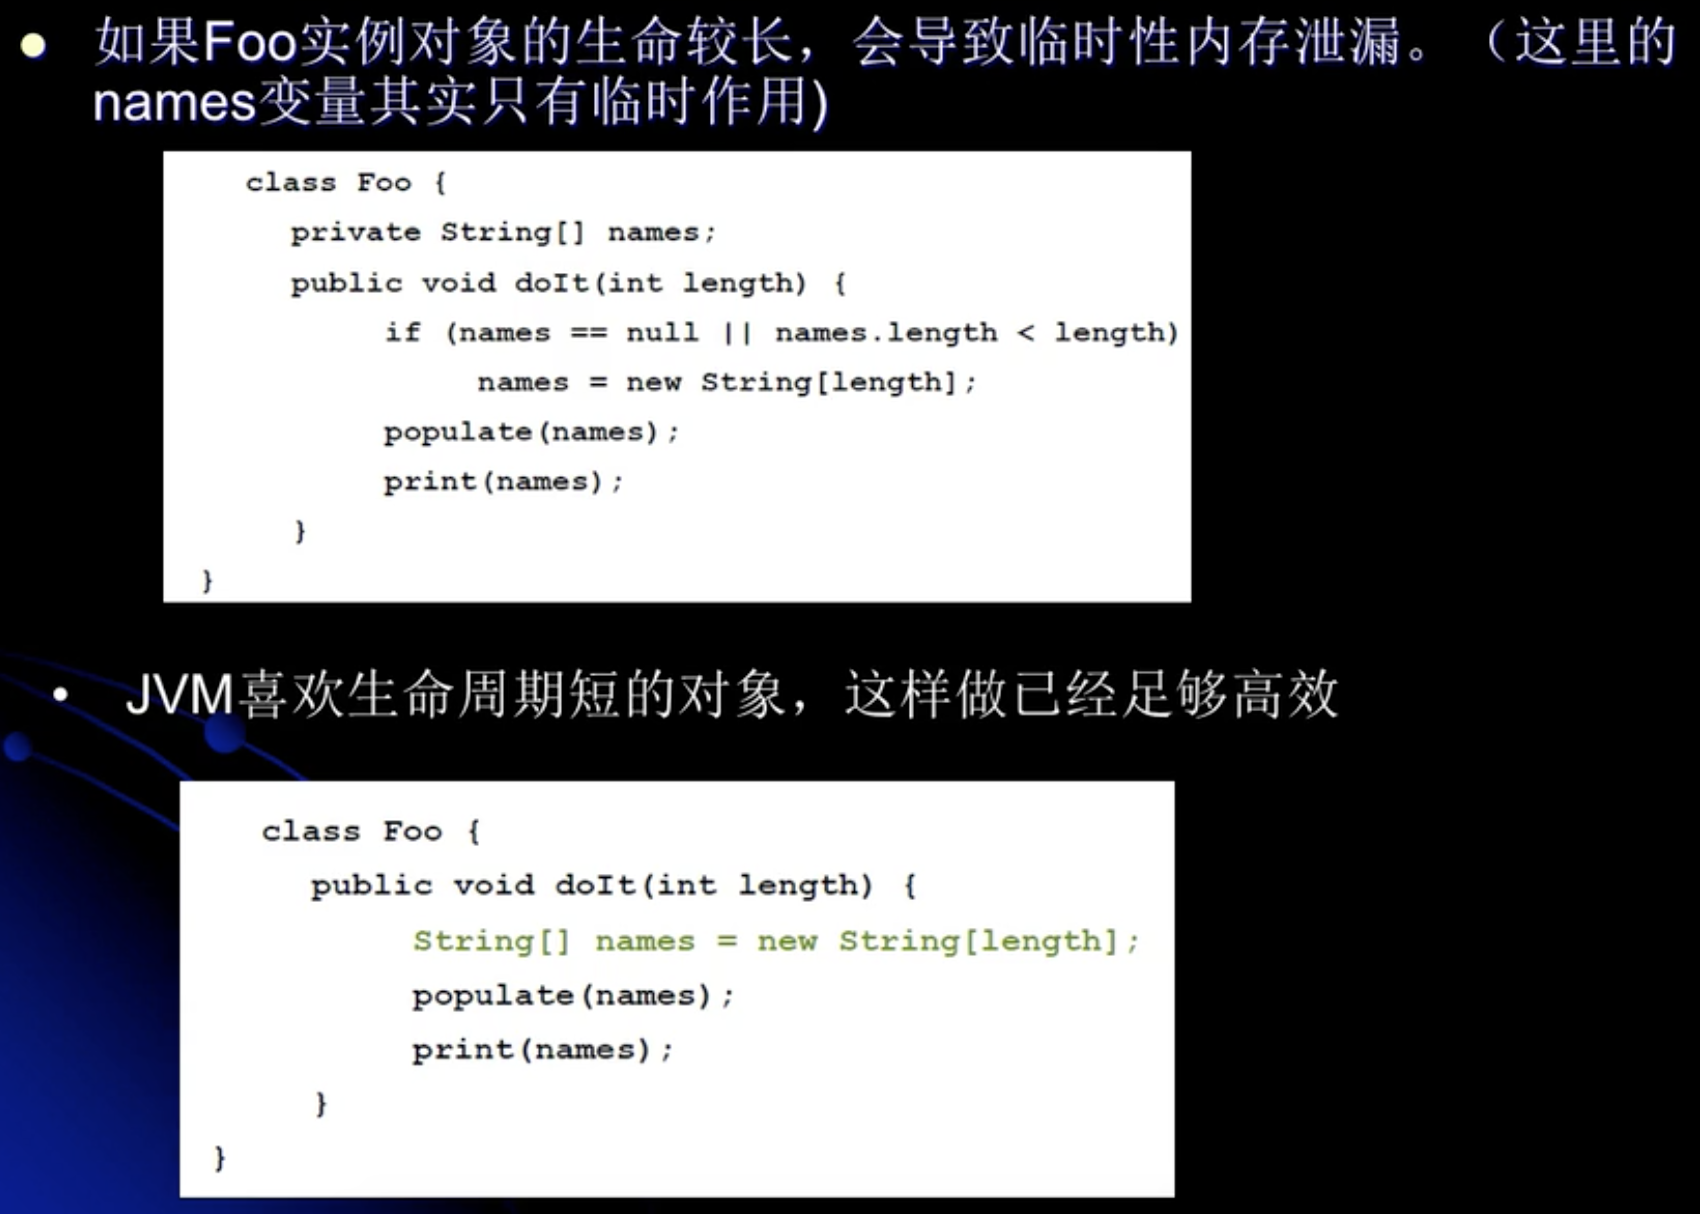 如果Foo实例对象的生命较长，会导致临时性内存泄漏。（这里的
names变量其实只有临时作用)
class Foo {
private String[] names;
public void doIt(int length) {
if (names == null || names.length < length)
names = new String[length];
populate(names);
print(names);
}
}
JVM喜欢生命周期短的对象，这样做已经足够高效
class Foo {
public void doIt(int length) {
String[] names = new String[length];
populate(names);
print(names);
}
}